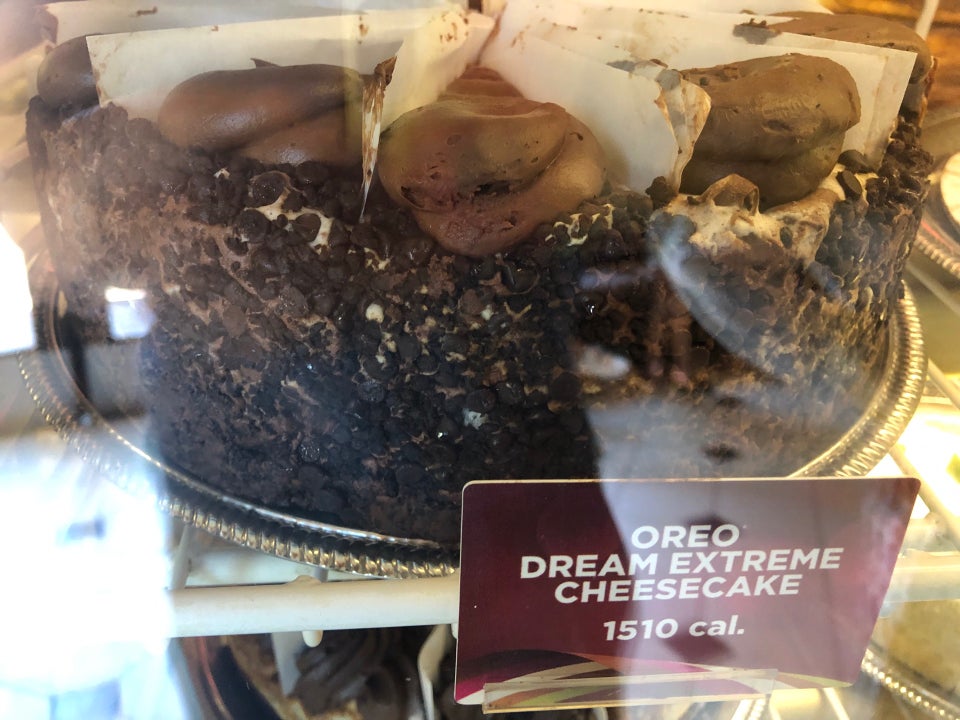 OREO
DREAM EXTREME
CHEESECAKE
1510 cal.